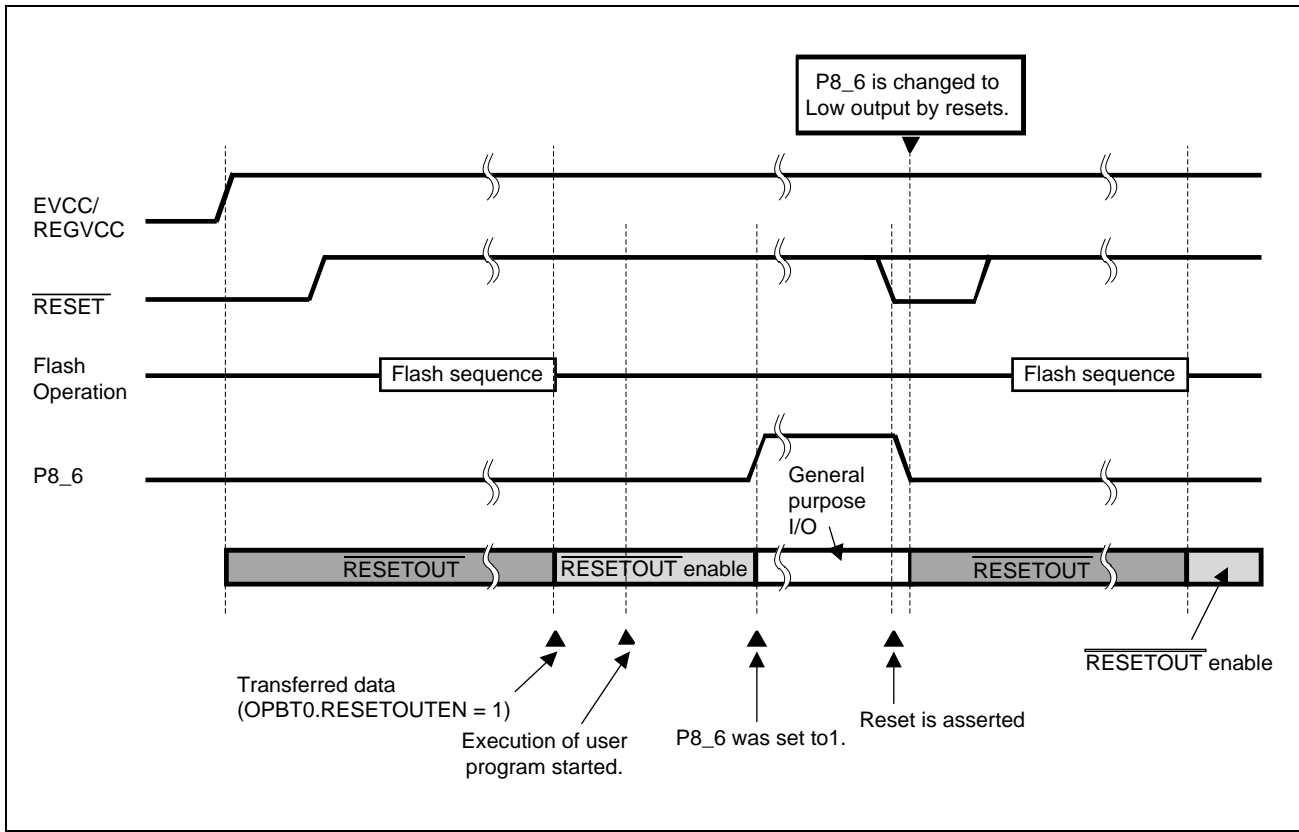 P8_6 is changed to
Low output by resets.
EVCC/
REGVCC
RESET
Flash
Operation
Flash sequence
Flash sequence
P8_6
General
purpose
I/O
RESETOUT
RESETOUT enable
RESETOUT
RESETOUT enable
Transferred data
(OPBT0.RESETOUTEN = 1)
Execution of user
program started.
P8_6 was set to1.
Reset is asserted